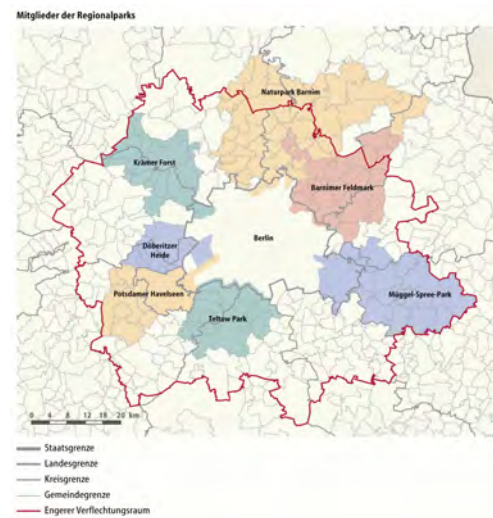 Mitglieder der Regionalparks
Naturpark Barnim
Krämer Forst
Barnimer Feldmark
Berlin
Döberitzer
Heide
Potsdamer Havelseen
Müggel-Spree-Park
Teltow Park
0 4 8 12 16 20 km
Staatsgrenze
Landesgrenze
Kreisgrenze
Gemeindegrenze
Engerer Verflechtungsraum